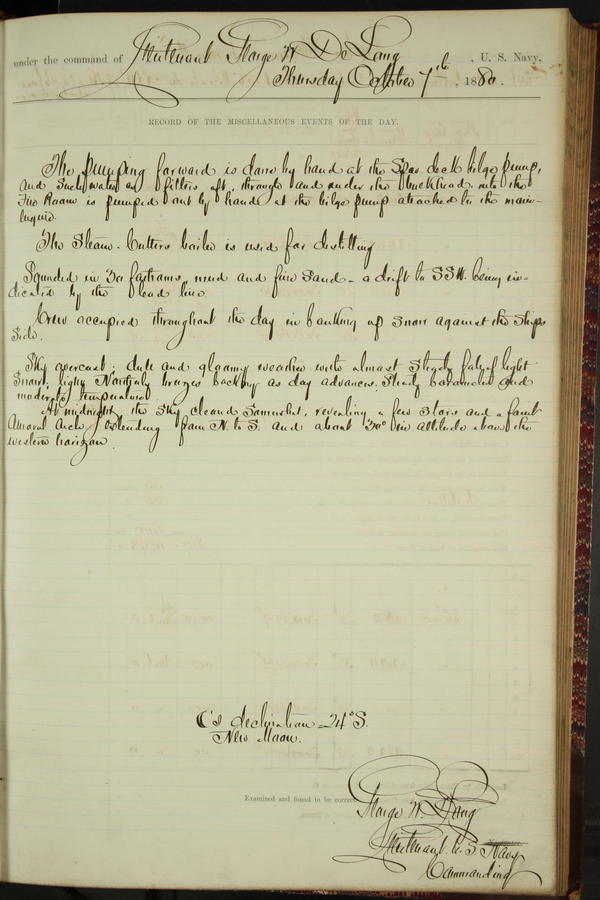 under the command of Lieutenant George W. De Long, U. S. Navy,
Thursday October 7th, 1880.
RECORD OF THE MISCELLANEOUS EVENTS OF THE DAY.
The pumping forward is done by hand at the Spar deck bilge pump,
and such water as filters aft, through and under the bulkhead into the
Fire Room is pumped out by hand at the bilge pump attached to the main
engine.
The Steam-Cutters boiler is used for distilling
Sounded in 30 fathoms, mud and fine sand - a drift to SSW. being in-
dicated by the lead line.
Crew occupied throughout the day in banking up snow against the ships
side.
Sky overcast; dull and gloomy weather with almost steady fall of light
snow; light Northerly breezes backing as day advances. Steady barometer and
moderate temperature
At midnight, the sky cleared somewhat, revealing a few stars and a faint
Auroral Arch extending from N. to S. and about 30° in altitude above the
western horizon.
C's declination 24° S.
New Moon.
Examined and found to be correct.
George W. De Long
Lieutenant U. S. Navy
Commanding